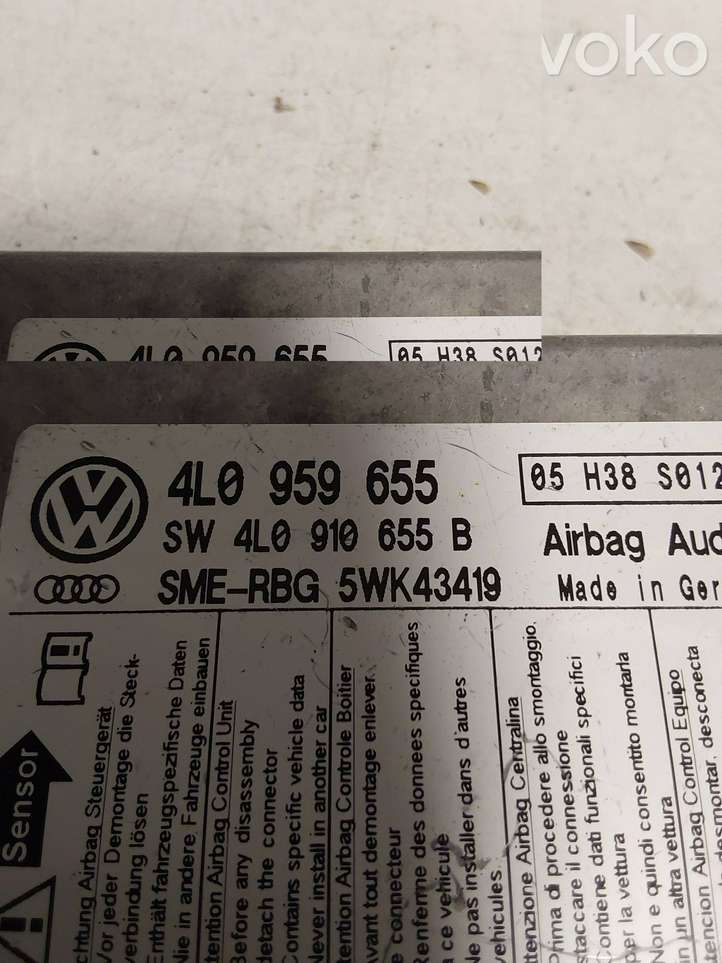 voko
4L0 959 655
05 H38 S012
4L0 959 655
05 H38 S012
SW 4L0 910 655 B
Airbag Aud
SME-RBG 5WK43419
Made in Ger
Sensor
Achtung Airbag Steuergerät
Vor jeder Demontage die Steck-
verbindung lösen
Enthält fahrzeugspezifische Daten
Nie in andere Fahrzeuge einbauen
Attention Airbag Control Unit
Before any disassembly
detach the connector
Contains specific vehicle data
Never install in another car
Attention Airbag Controle Boitier
Avant tout demontage enlever
le connecteur
Renferme des donnees specifiques
a ce vehicule
Ne pas installer dans d'autres
vehicules
Attenzione Airbag Centralina
Prima di procedere allo smontaggio,
staccare il connessione
Contiene dati funzionali specifici
per la vettura
Non e quindi consentito montarla
in un altra vettura
Atencion Airbag Control Equipo
desmontar, desconecta